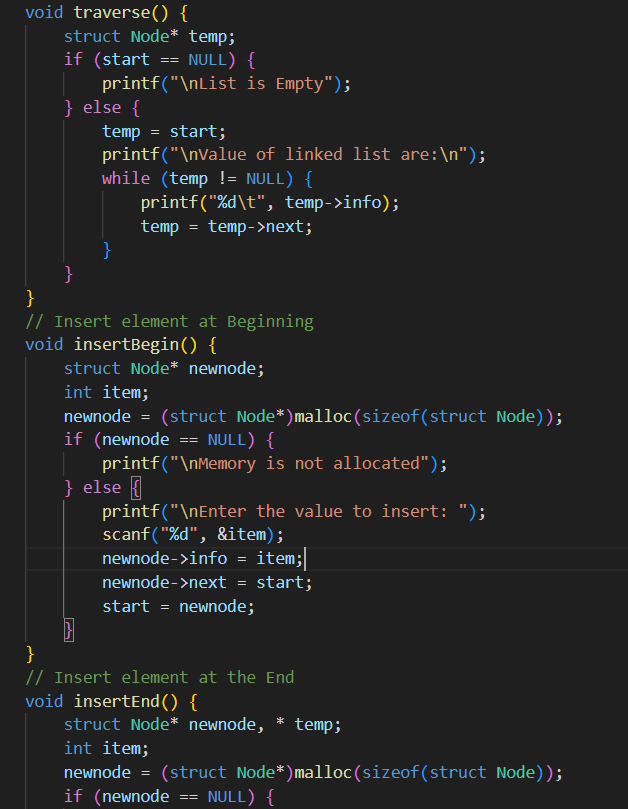 void traverse() {
    struct Node* temp;
    if (start == NULL) {
        printf("\nList is Empty");
    } else {
        temp = start;
        printf("\nValue of linked list are:\n");
        while (temp != NULL) {
            printf("%d\t", temp->info);
            temp = temp->next;
        }
    }
}
// Insert element at Beginning
void insertBegin() {
    struct Node* newnode;
    int item;
    newnode = (struct Node*)malloc(sizeof(struct Node));
    if (newnode == NULL) {
        printf("\nMemory is not allocated");
    } else {
        printf("\nEnter the value to insert: ");
        scanf("%d", &item);
        newnode->info = item;
        newnode->next = start;
        start = newnode;
    }
}
// Insert element at the End
void insertEnd() {
    struct Node* newnode, * temp;
    int item;
    newnode = (struct Node*)malloc(sizeof(struct Node));
    if (newnode == NULL) {